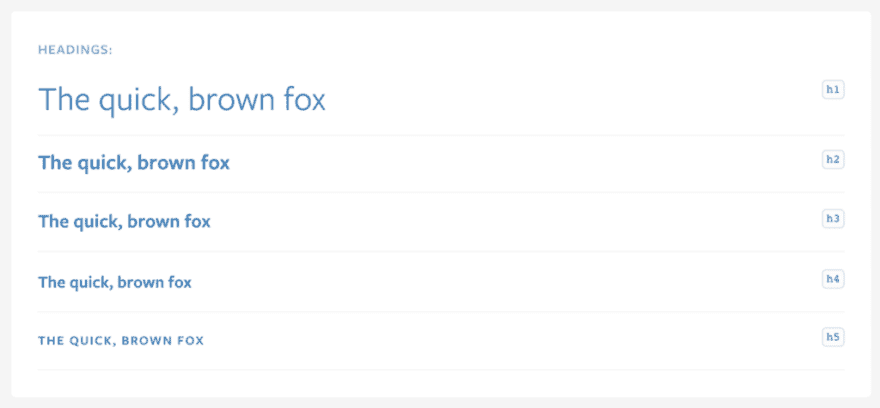 HEADINGS:
The quick, brown fox h1
The quick, brown fox h2
The quick, brown fox h3
The quick, brown fox h4
THE QUICK, BROWN FOX h5